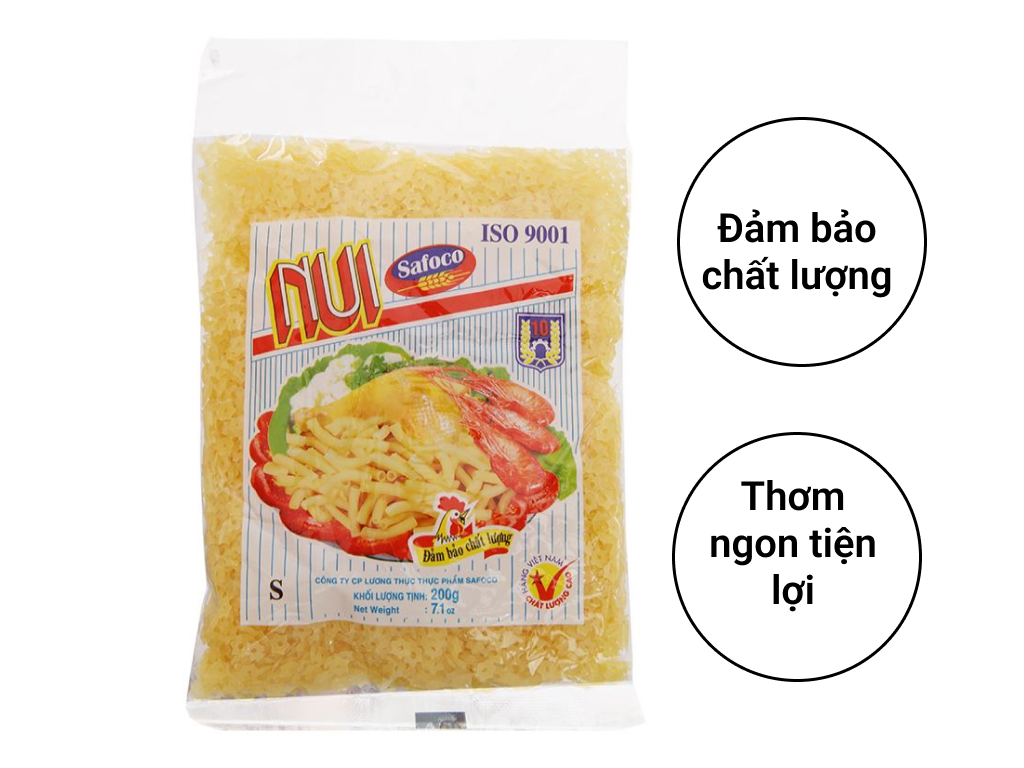 ISO 9001
NUI
Safoco
10
Đảm bảo chất lượng
CÔNG TY CP LƯƠNG THỰC THỰC PHẨM SAFOCO
KHỐI LƯỢNG TỊNH: 200g
Net Weight : 7.1 oz
S
HÀNG VIỆT NAM
CHẤT LƯỢNG CAO
Đảm bảo
chất lượng
Thơm
ngon tiện
lợi